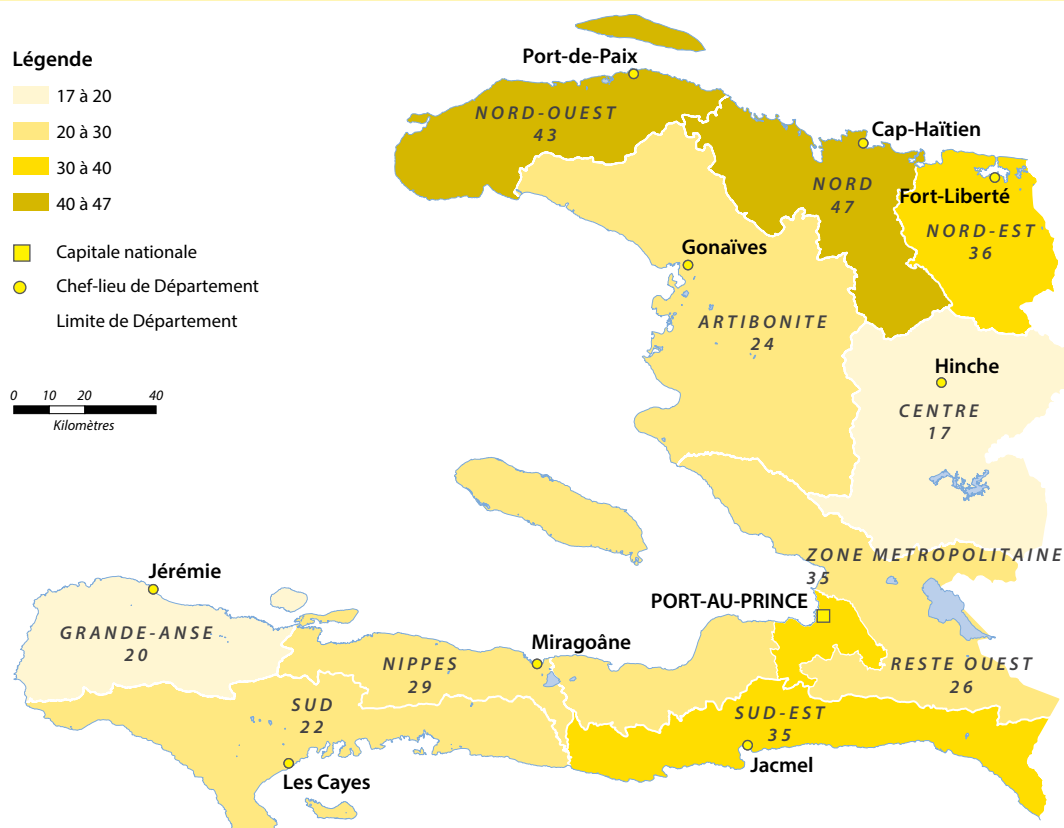 Légende
17 à 20
20 à 30
30 à 40
40 à 47
Capitale nationale
Chef-lieu de Département
Limite de Département
0 10 20 40
Kilomètres
Port-de-Paix
NORD-OUEST
43
Cap-Haïtien
NORD
47
Fort-Liberté
NORD-EST
36
Gonaïves
ARTIBONITE
24
Hinche
CENTRE
17
ZONE METROPOLITAINE
35
PORT-AU-PRINCE
Jérémie
GRANDE-ANSE
20
Miragoâne
NIPPES
29
RESTE OUEST
26
SUD
22
SUD-EST
35
Jacmel
Les Cayes